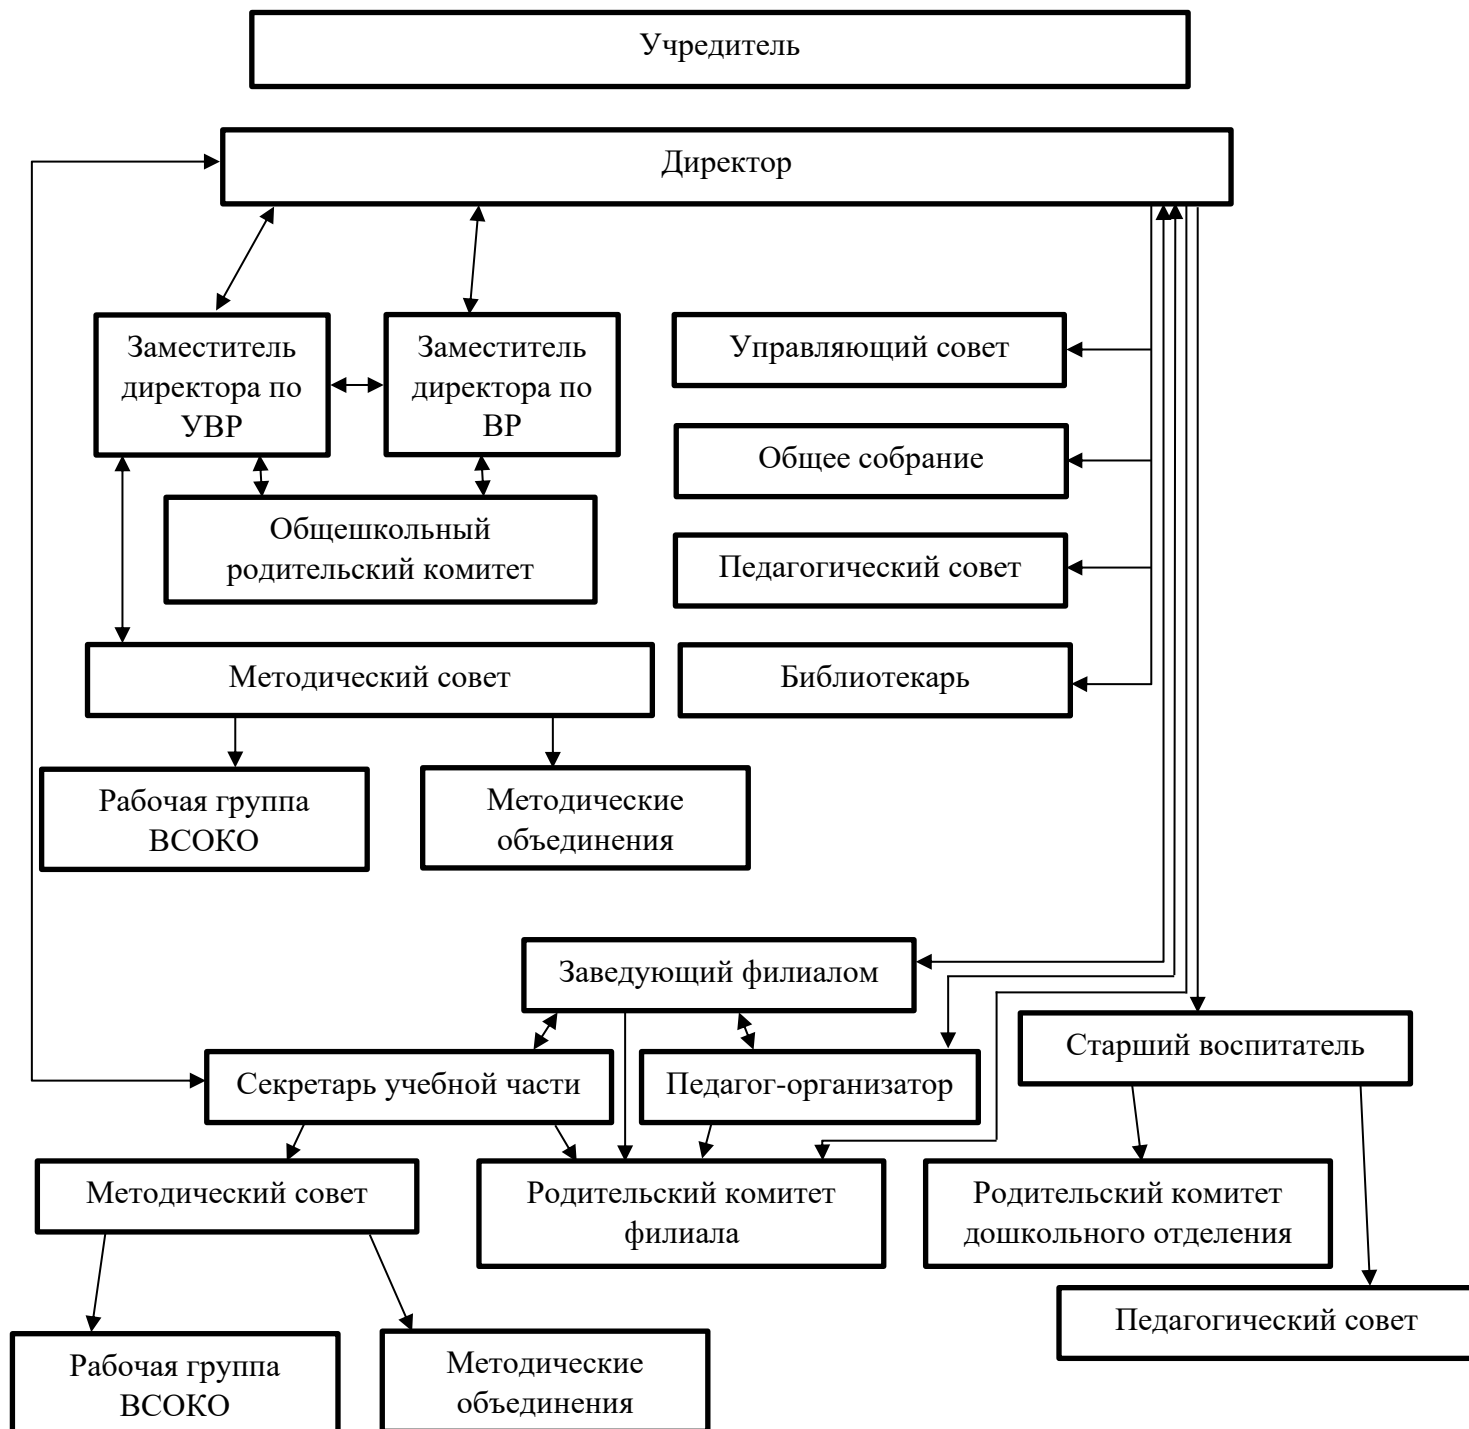 Учредитель
Директор
Заместитель
директора по
УВР
Заместитель
директора по
ВР
Управляющий совет
Общее собрание
Общешкольный
родительский комитет
Педагогический совет
Методический совет
Библиотекарь
Рабочая группа
ВСОКО
Методические
объединения
Заведующий филиалом
Старший воспитатель
Секретарь учебной части
Педагог-организатор
Методический совет
Родительский комитет
филиала
Родительский комитет
дошкольного отделения
Педагогический совет
Рабочая группа
ВСОКО
Методические
объединения